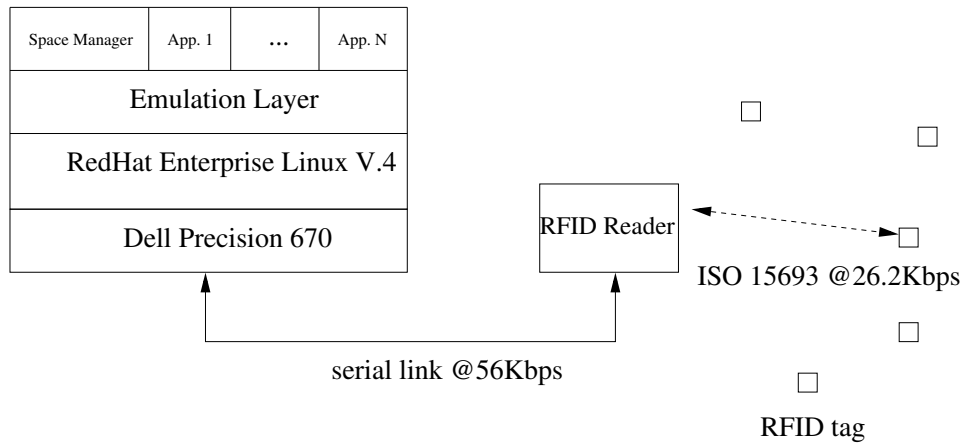 Space Manager
App. 1
...
App. N
Emulation Layer
RedHat Enterprise Linux V.4
Dell Precision 670
RFID Reader
ISO 15693 @26.2Kbps
serial link @56Kbps
RFID tag